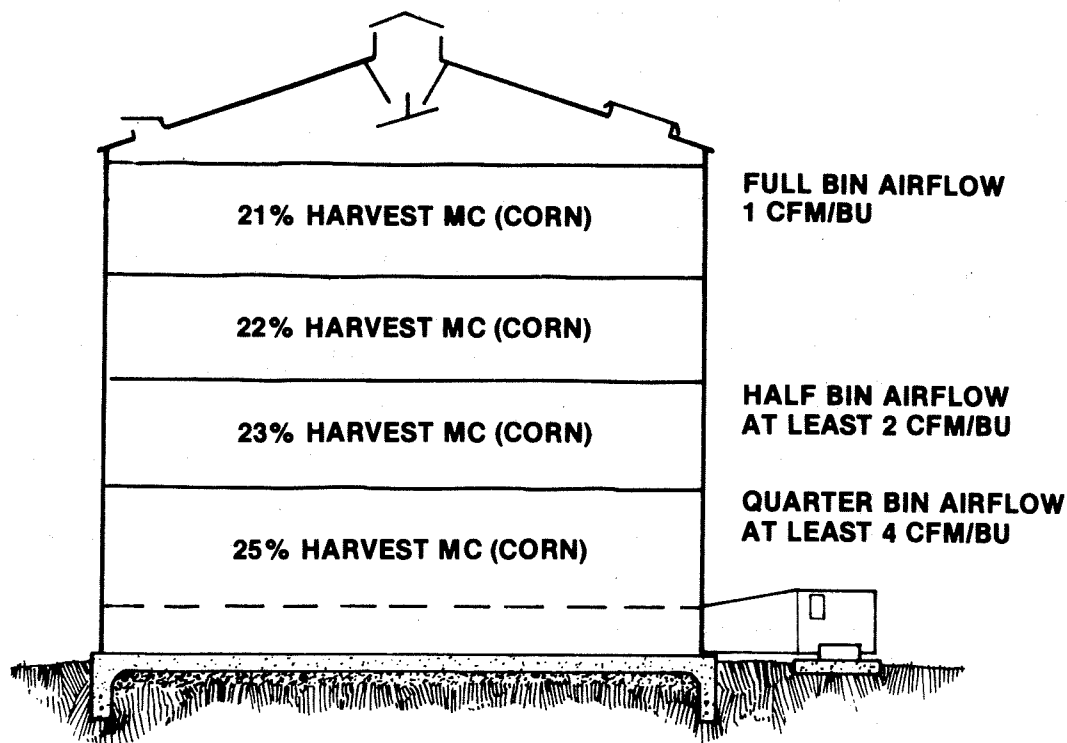 21% HARVEST MC (CORN)
FULL BIN AIRFLOW
1 CFM/BU
22% HARVEST MC (CORN)
23% HARVEST MC (CORN)
HALF BIN AIRFLOW
AT LEAST 2 CFM/BU
25% HARVEST MC (CORN)
QUARTER BIN AIRFLOW
AT LEAST 4 CFM/BU